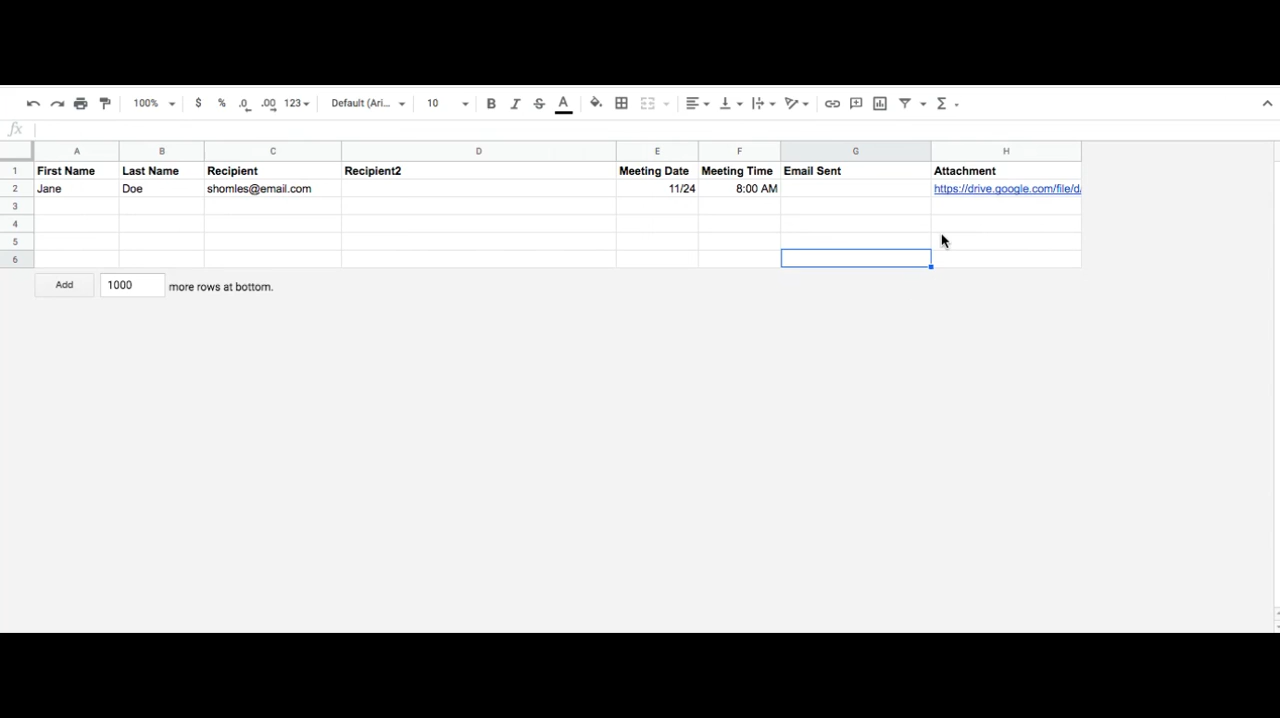 100% $ % .0 .00 123 Default (Ari... 10 B I S A Σ
fx
A B C D E F G H
1 First Name Last Name Recipient Recipient2 Meeting Date Meeting Time Email Sent Attachment
2 Jane Doe shomles@email.com 11/24 8:00 AM https://drive.google.com/file/d/
3
4
5
6
Add 1000 more rows at bottom.